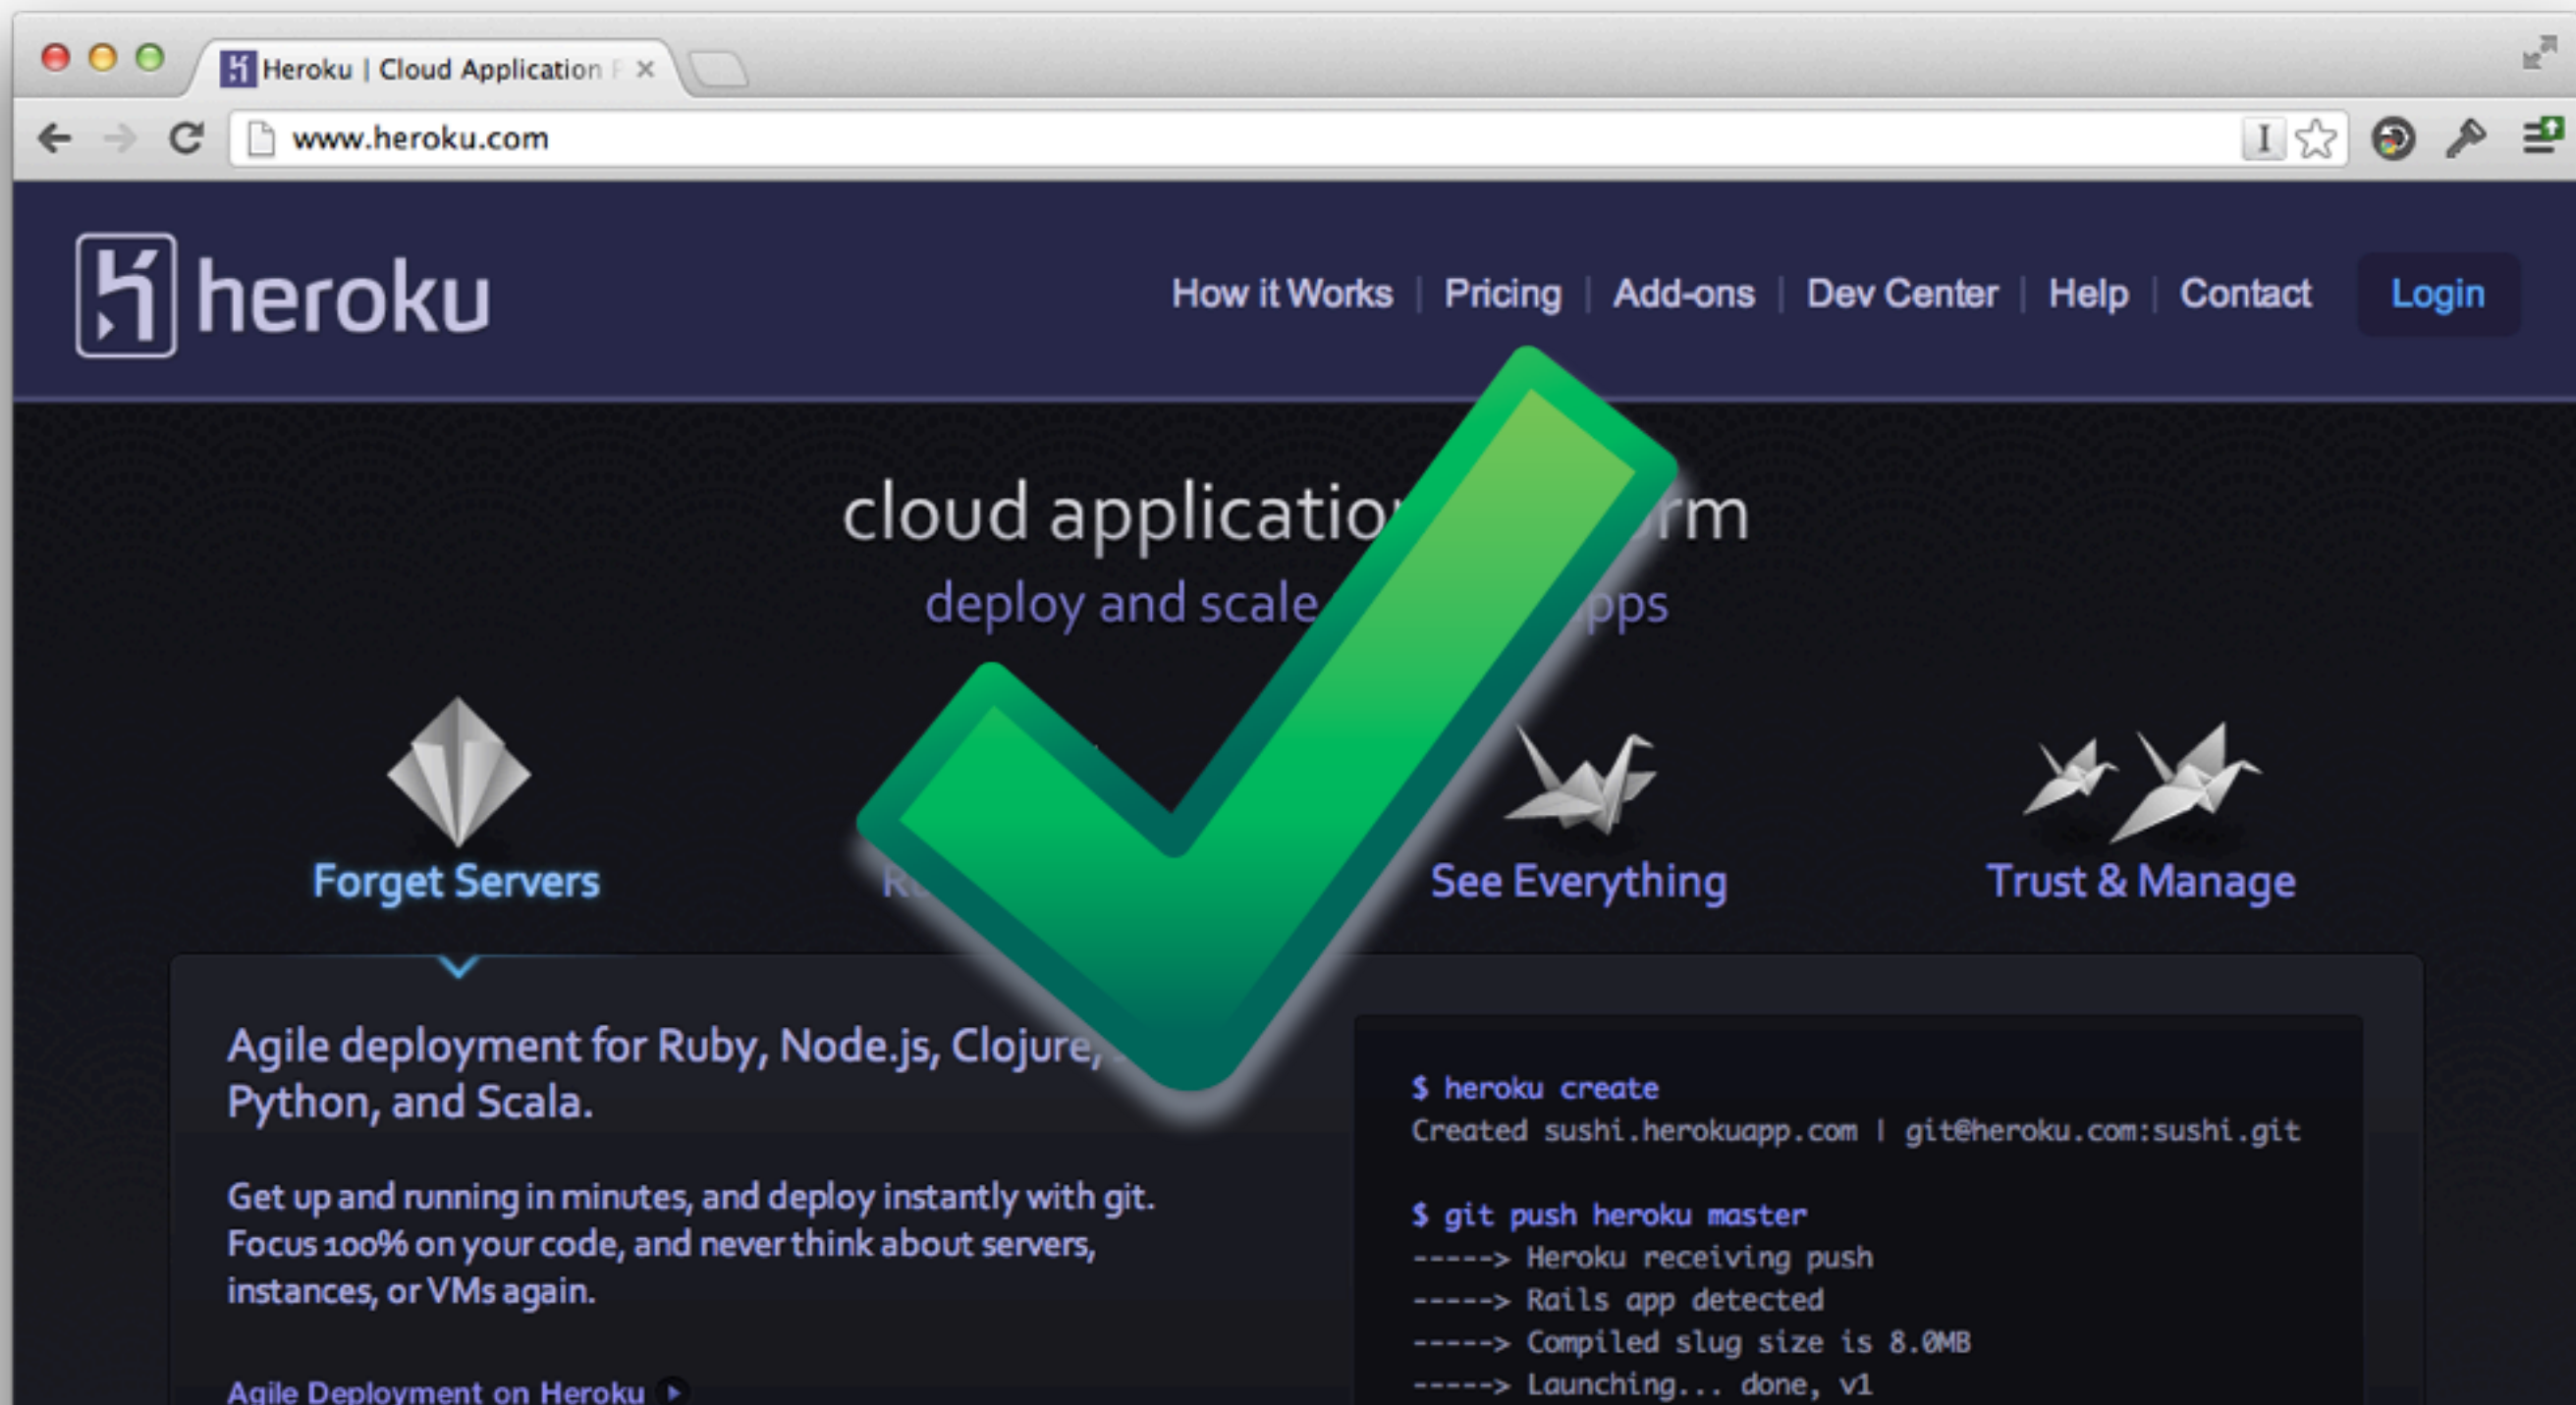 Heroku | Cloud Application
www.heroku.com
heroku
How it Works | Pricing | Add-ons | Dev Center | Help | Contact
Login
cloud
deploy and scale
Forget Servers
See Everything
Trust & Manage
Agile deployment for Ruby, Node.js, Clojure,
Python, and Scala.
Get up and running in minutes, and deploy instantly with git.
Focus 100% on your code, and never think about servers,
instances, or VMs again.
Agile Deployment on Heroku
$ heroku create
Created sushi.herokuapp.com | git@heroku.com:sushi.git
$ git push heroku master
-----> Heroku receiving push
-----> Rails app detected
-----> Compiled slug size is 8.0MB
-----> Launching... done, v1